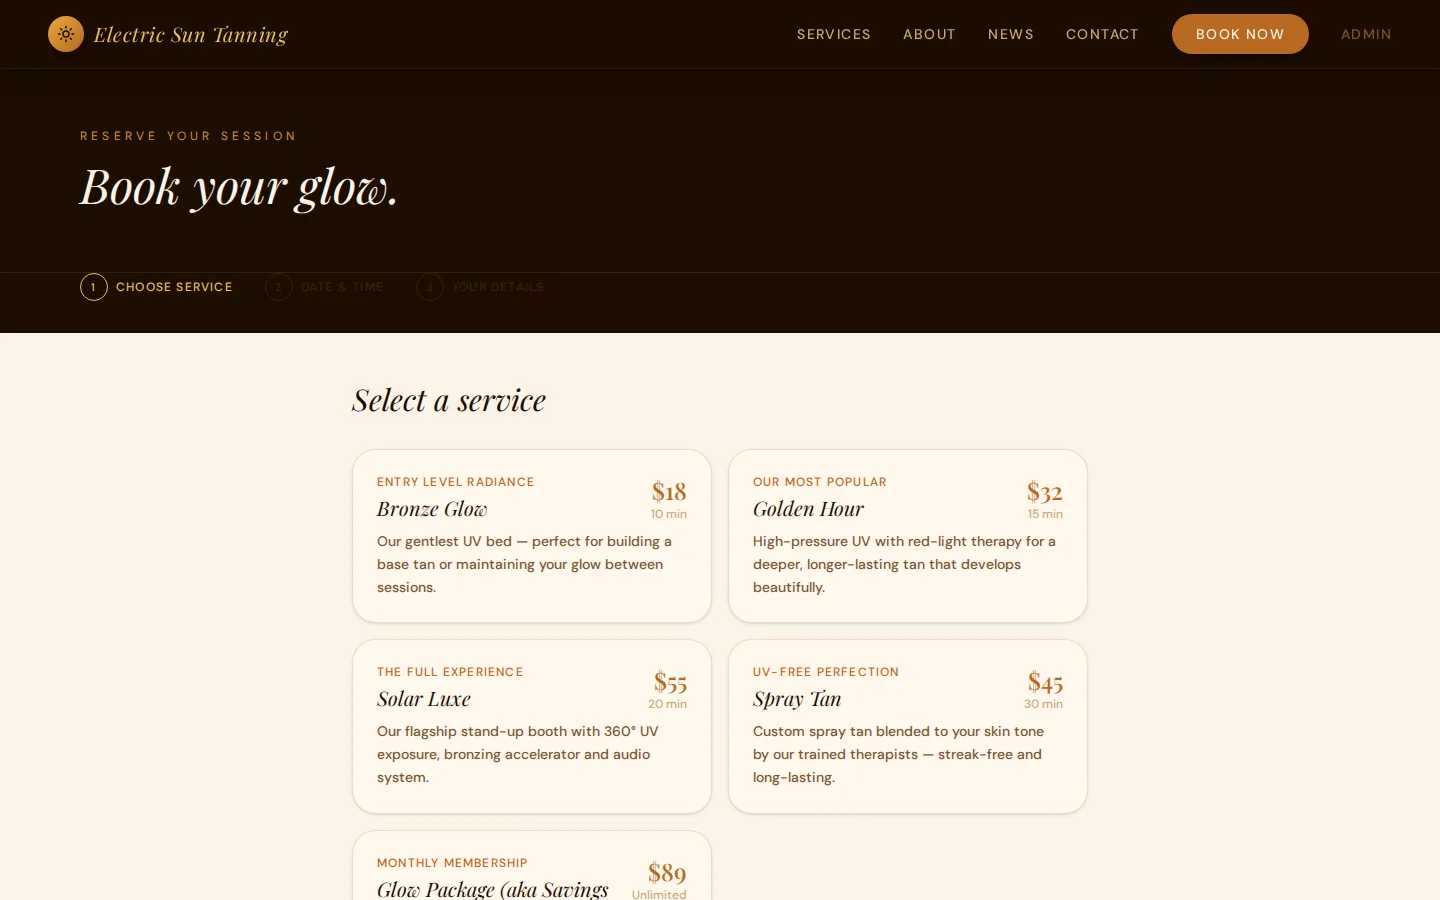 Electric Sun Tanning
SERVICES ABOUT NEWS CONTACT BOOK NOW ADMIN
RESERVE YOUR SESSION
Book your glow.
1 CHOOSE SERVICE 2 DATE & TIME 3 YOUR DETAILS
Select a service
ENTRY LEVEL RADIANCE
Bronze Glow
$18
10 min
Our gentlest UV bed — perfect for building a
base tan or maintaining your glow between
sessions.
OUR MOST POPULAR
Golden Hour
$32
15 min
High-pressure UV with red-light therapy for a
deeper, longer-lasting tan that develops
beautifully.
THE FULL EXPERIENCE
Solar Luxe
$55
20 min
Our flagship stand-up booth with 360° UV
exposure, bronzing accelerator and audio
system.
UV-FREE PERFECTION
Spray Tan
$45
30 min
Custom spray tan blended to your skin tone
by our trained therapists — streak-free and
long-lasting.
MONTHLY MEMBERSHIP
Glow Package (aka Savings
$89
Unlimited